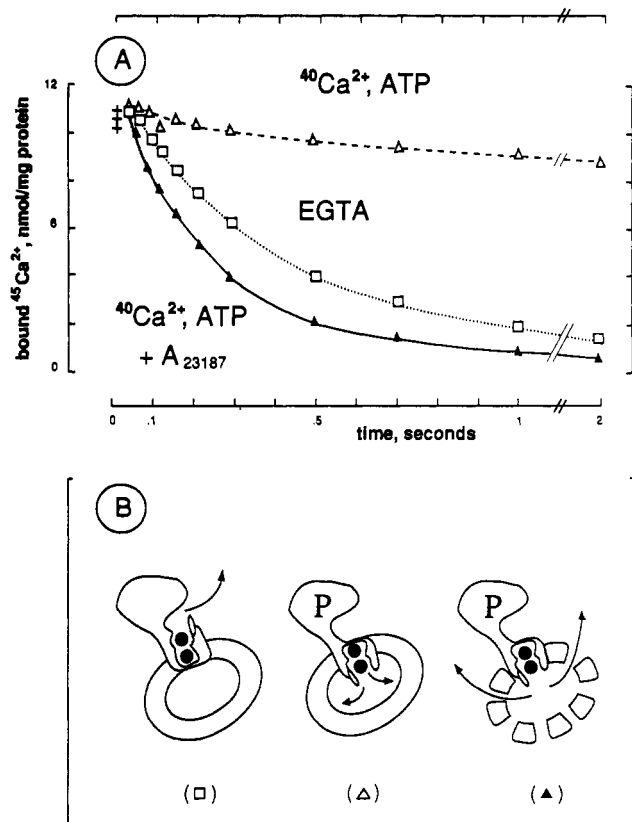 A
⁴⁰Ca²⁺, ATP
12
EGTA
6
⁴⁰Ca²⁺, ATP
+ A23187
0
bound ⁴⁵Ca²⁺, nmol/mg protein
0 .1 .5 1 2
time, seconds
B
P P
(□) (△) (▲)